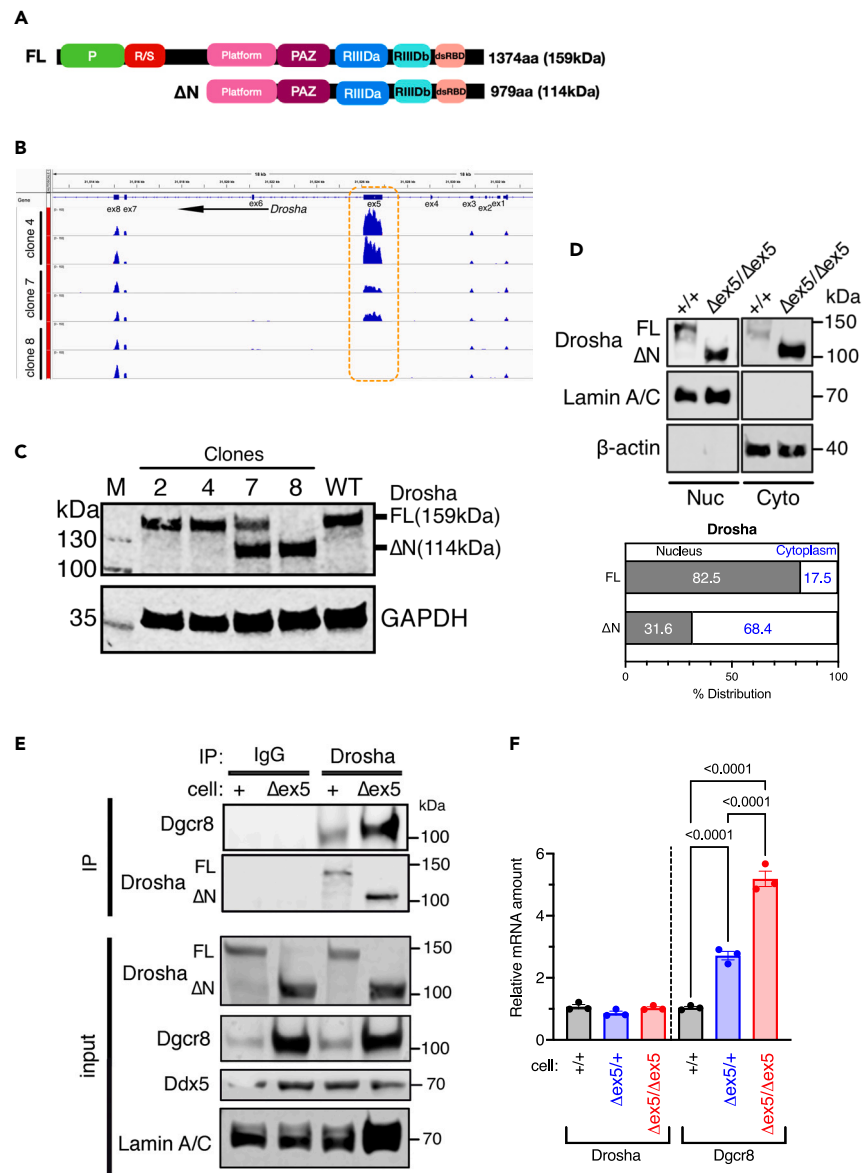 A
FL P R/S Platform PAZ RIIIDa RIIIDb dsRBD 1374aa (159kDa)
ΔN Platform PAZ RIIIDa RIIIDb dsRBD 979aa (114kDa)
B
Gene
ex8 ex7 ex6 ex5 ex4 ex3 ex2 ex1
Drosha
clone 4
clone 7
clone 8
C
Clones
M 2 4 7 8 WT Drosha
kDa
FL(159kDa)
130
ΔN(114kDa)
100
35 GAPDH
D
+/+ Δex5/Δex5 +/+ Δex5/Δex5 kDa
Drosha FL 150
ΔN 100
Lamin A/C 70
β-actin 40
Nuc Cyto
Drosha
Nucleus Cytoplasm
FL 82.5 17.5
ΔN 31.6 68.4
0 50 100
% Distribution
E
IP: IgG Drosha
cell: + Δex5 + Δex5
kDa
IP
Dgcr8 100
Drosha FL 150
ΔN 100
input
Drosha FL 150
ΔN 100
Dgcr8 100
Ddx5 70
Lamin A/C 70
F
<0.0001
<0.0001
<0.0001
Relative mRNA amount
6
4
2
0
cell: +/+ Δex5/+ Δex5/Δex5 +/+ Δex5/+ Δex5/Δex5
Drosha Dgcr8